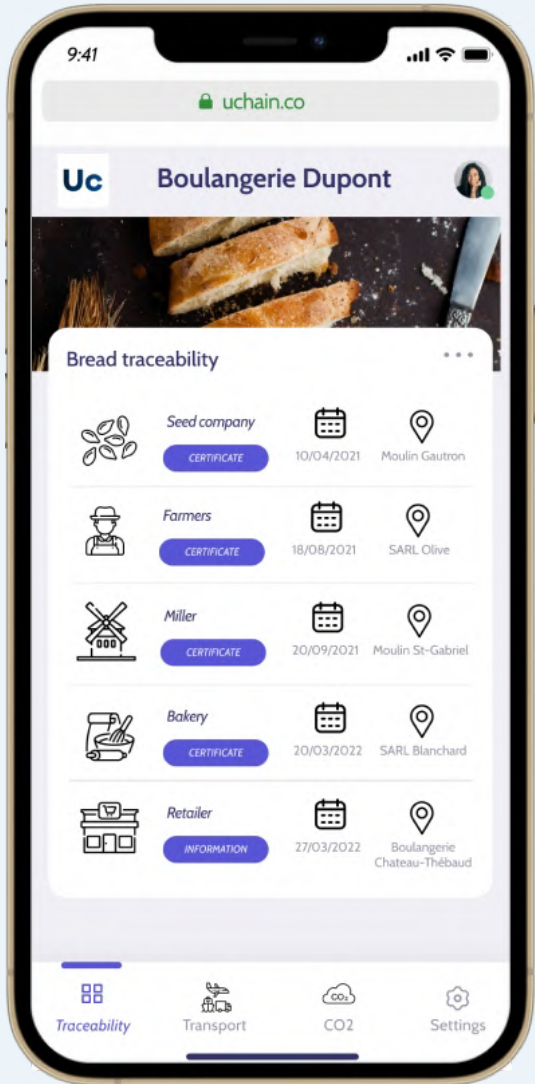 9:41
uchain.co
Uc
Boulangerie Dupont
Bread traceability
Seed company
CERTIFICATE
10/04/2021
Moulin Gautron
Farmers
CERTIFICATE
18/08/2021
SARL Olive
Miller
CERTIFICATE
20/09/2021
Moulin St-Gabriel
Bakery
CERTIFICATE
20/03/2022
SARL Blanchard
Retailer
INFORMATION
27/03/2022
Boulangerie
Chateau-Thébaud
Traceability
Transport
CO₂
CO2
Settings